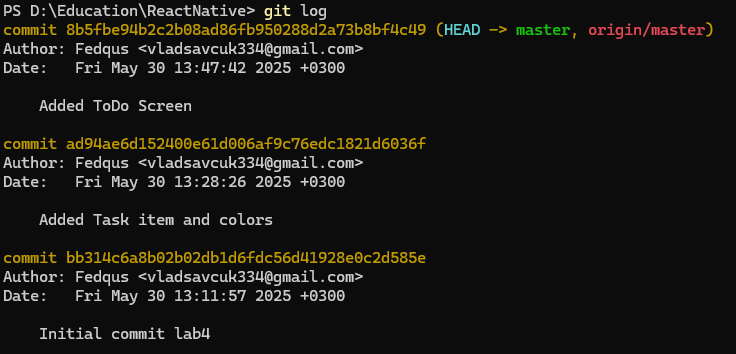 PS D:\Education\ReactNative> git log
commit 8b5fbe94b2c2b08ad86fb950288d2a73b8bf4c49 (HEAD -> master, origin/master)
Author: Fedqus <vladsavcuk334@gmail.com>
Date:   Fri May 30 13:47:42 2025 +0300
    Added ToDo Screen
commit ad94ae6d152400e61d006af9c76edc1821d6036f
Author: Fedqus <vladsavcuk334@gmail.com>
Date:   Fri May 30 13:28:26 2025 +0300
    Added Task item and colors
commit bb314c6a8b02b02db1d6fdc56d41928e0c2d585e
Author: Fedqus <vladsavcuk334@gmail.com>
Date:   Fri May 30 13:11:57 2025 +0300
    Initial commit lab4